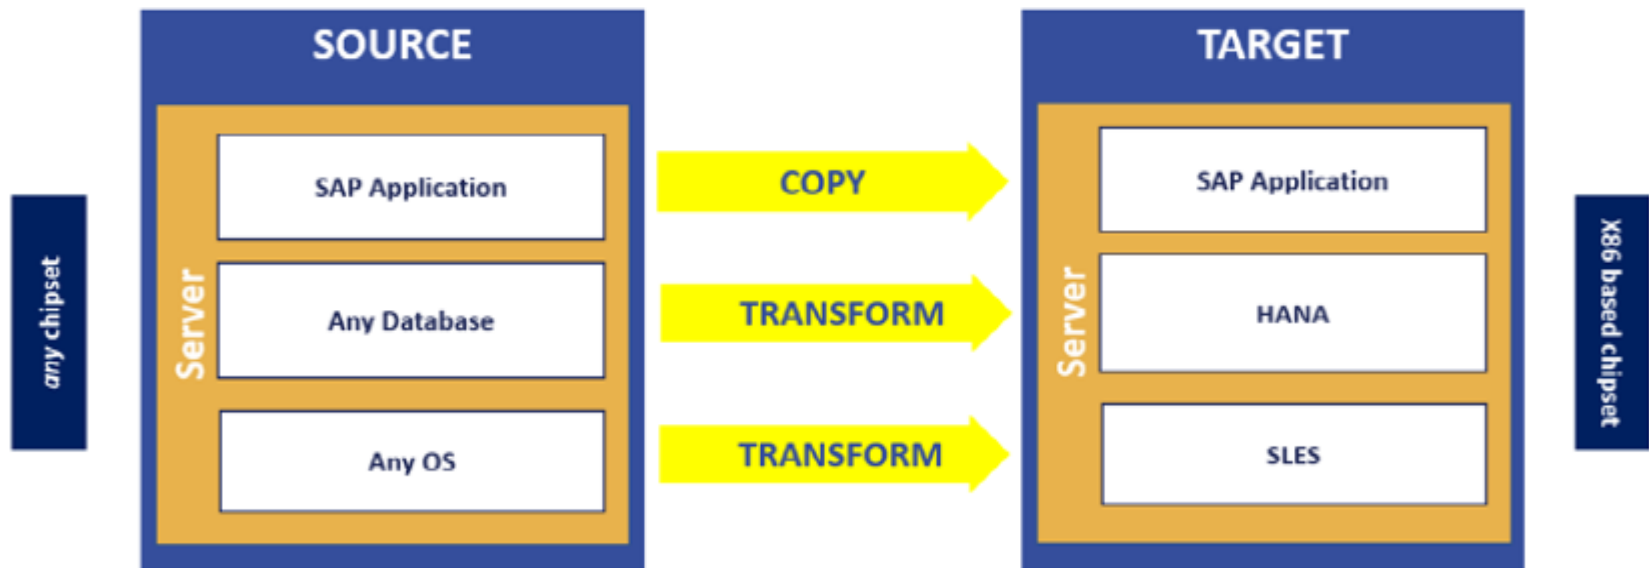 SOURCE
TARGET
any chipset
Server
SAP Application
Any Database
Any OS
COPY
TRANSFORM
TRANSFORM
Server
SAP Application
HANA
SLES
X86 based chipset